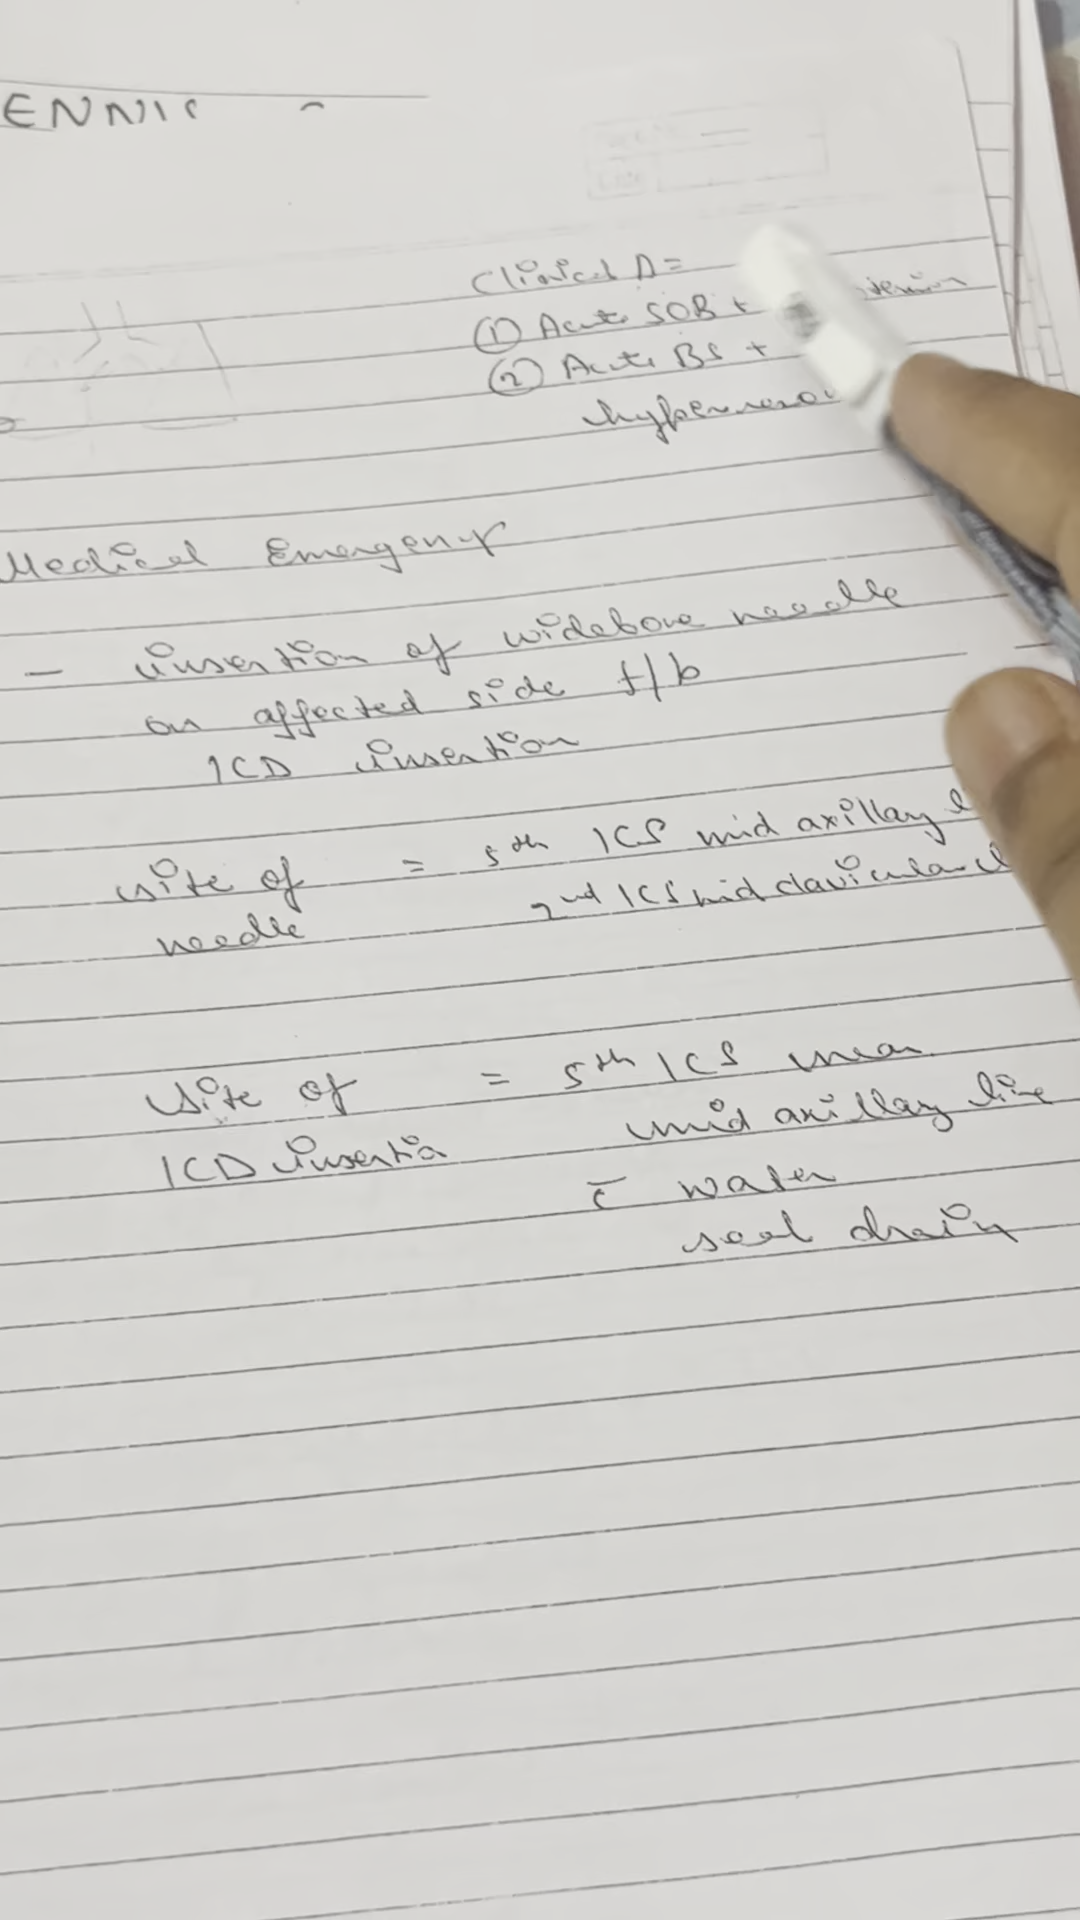 Clinical Δ =
① Acute SOB +
② Acute BS +
Medical Emergency
- insertion of widebore needle
on affected side f/b
ICD insertion
site of = 5th ICS mid axillary
needle 2nd ICS mid clavicular
Site of = 5th ICS near
ICD insertion mid axillary line
c̄ water
seal drain